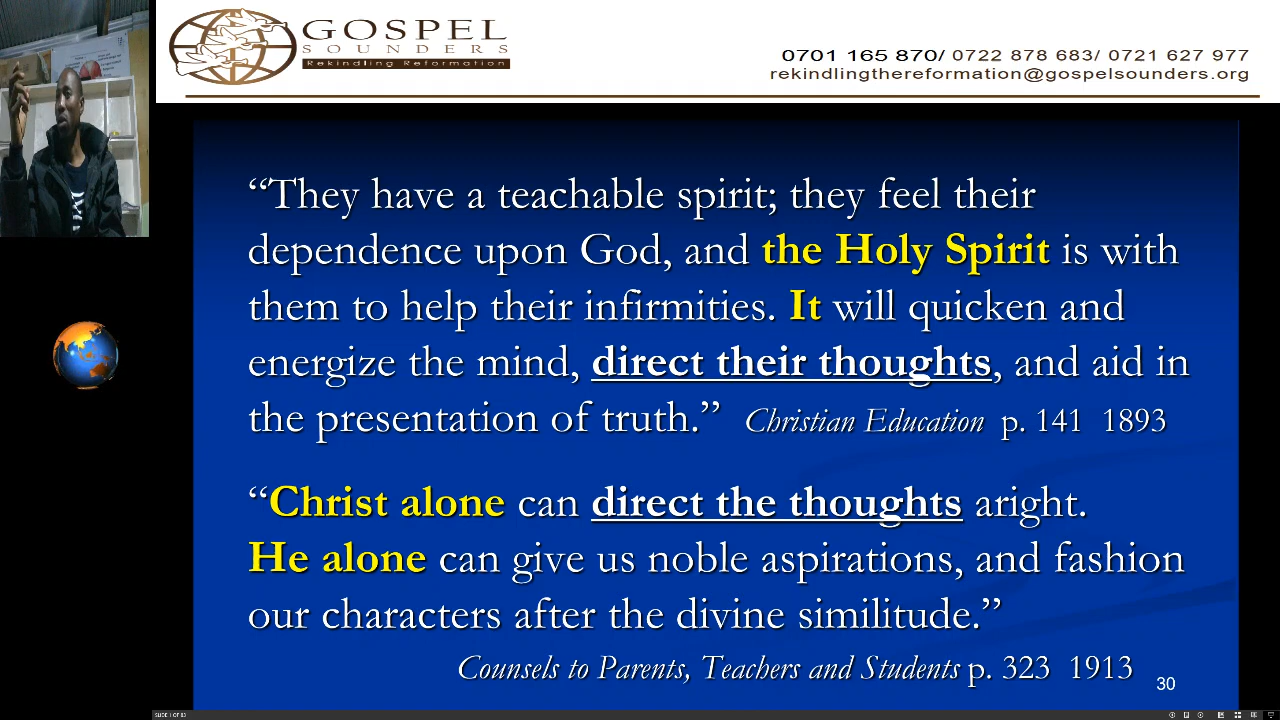 GOSPEL
SOUNDERS
Rekindling Reformation
0701 165 870/ 0722 878 683/ 0721 627 977
rekindlingthereformation@gospelsounders.org
“They have a teachable spirit; they feel their
dependence upon God, and the Holy Spirit is with
them to help their infirmities. It will quicken and
energize the mind, direct their thoughts, and aid in
the presentation of truth.” Christian Education p. 141 1893
“Christ alone can direct the thoughts aright.
He alone can give us noble aspirations, and fashion
our characters after the divine similitude.”
Counsels to Parents, Teachers and Students p. 323 1913
30